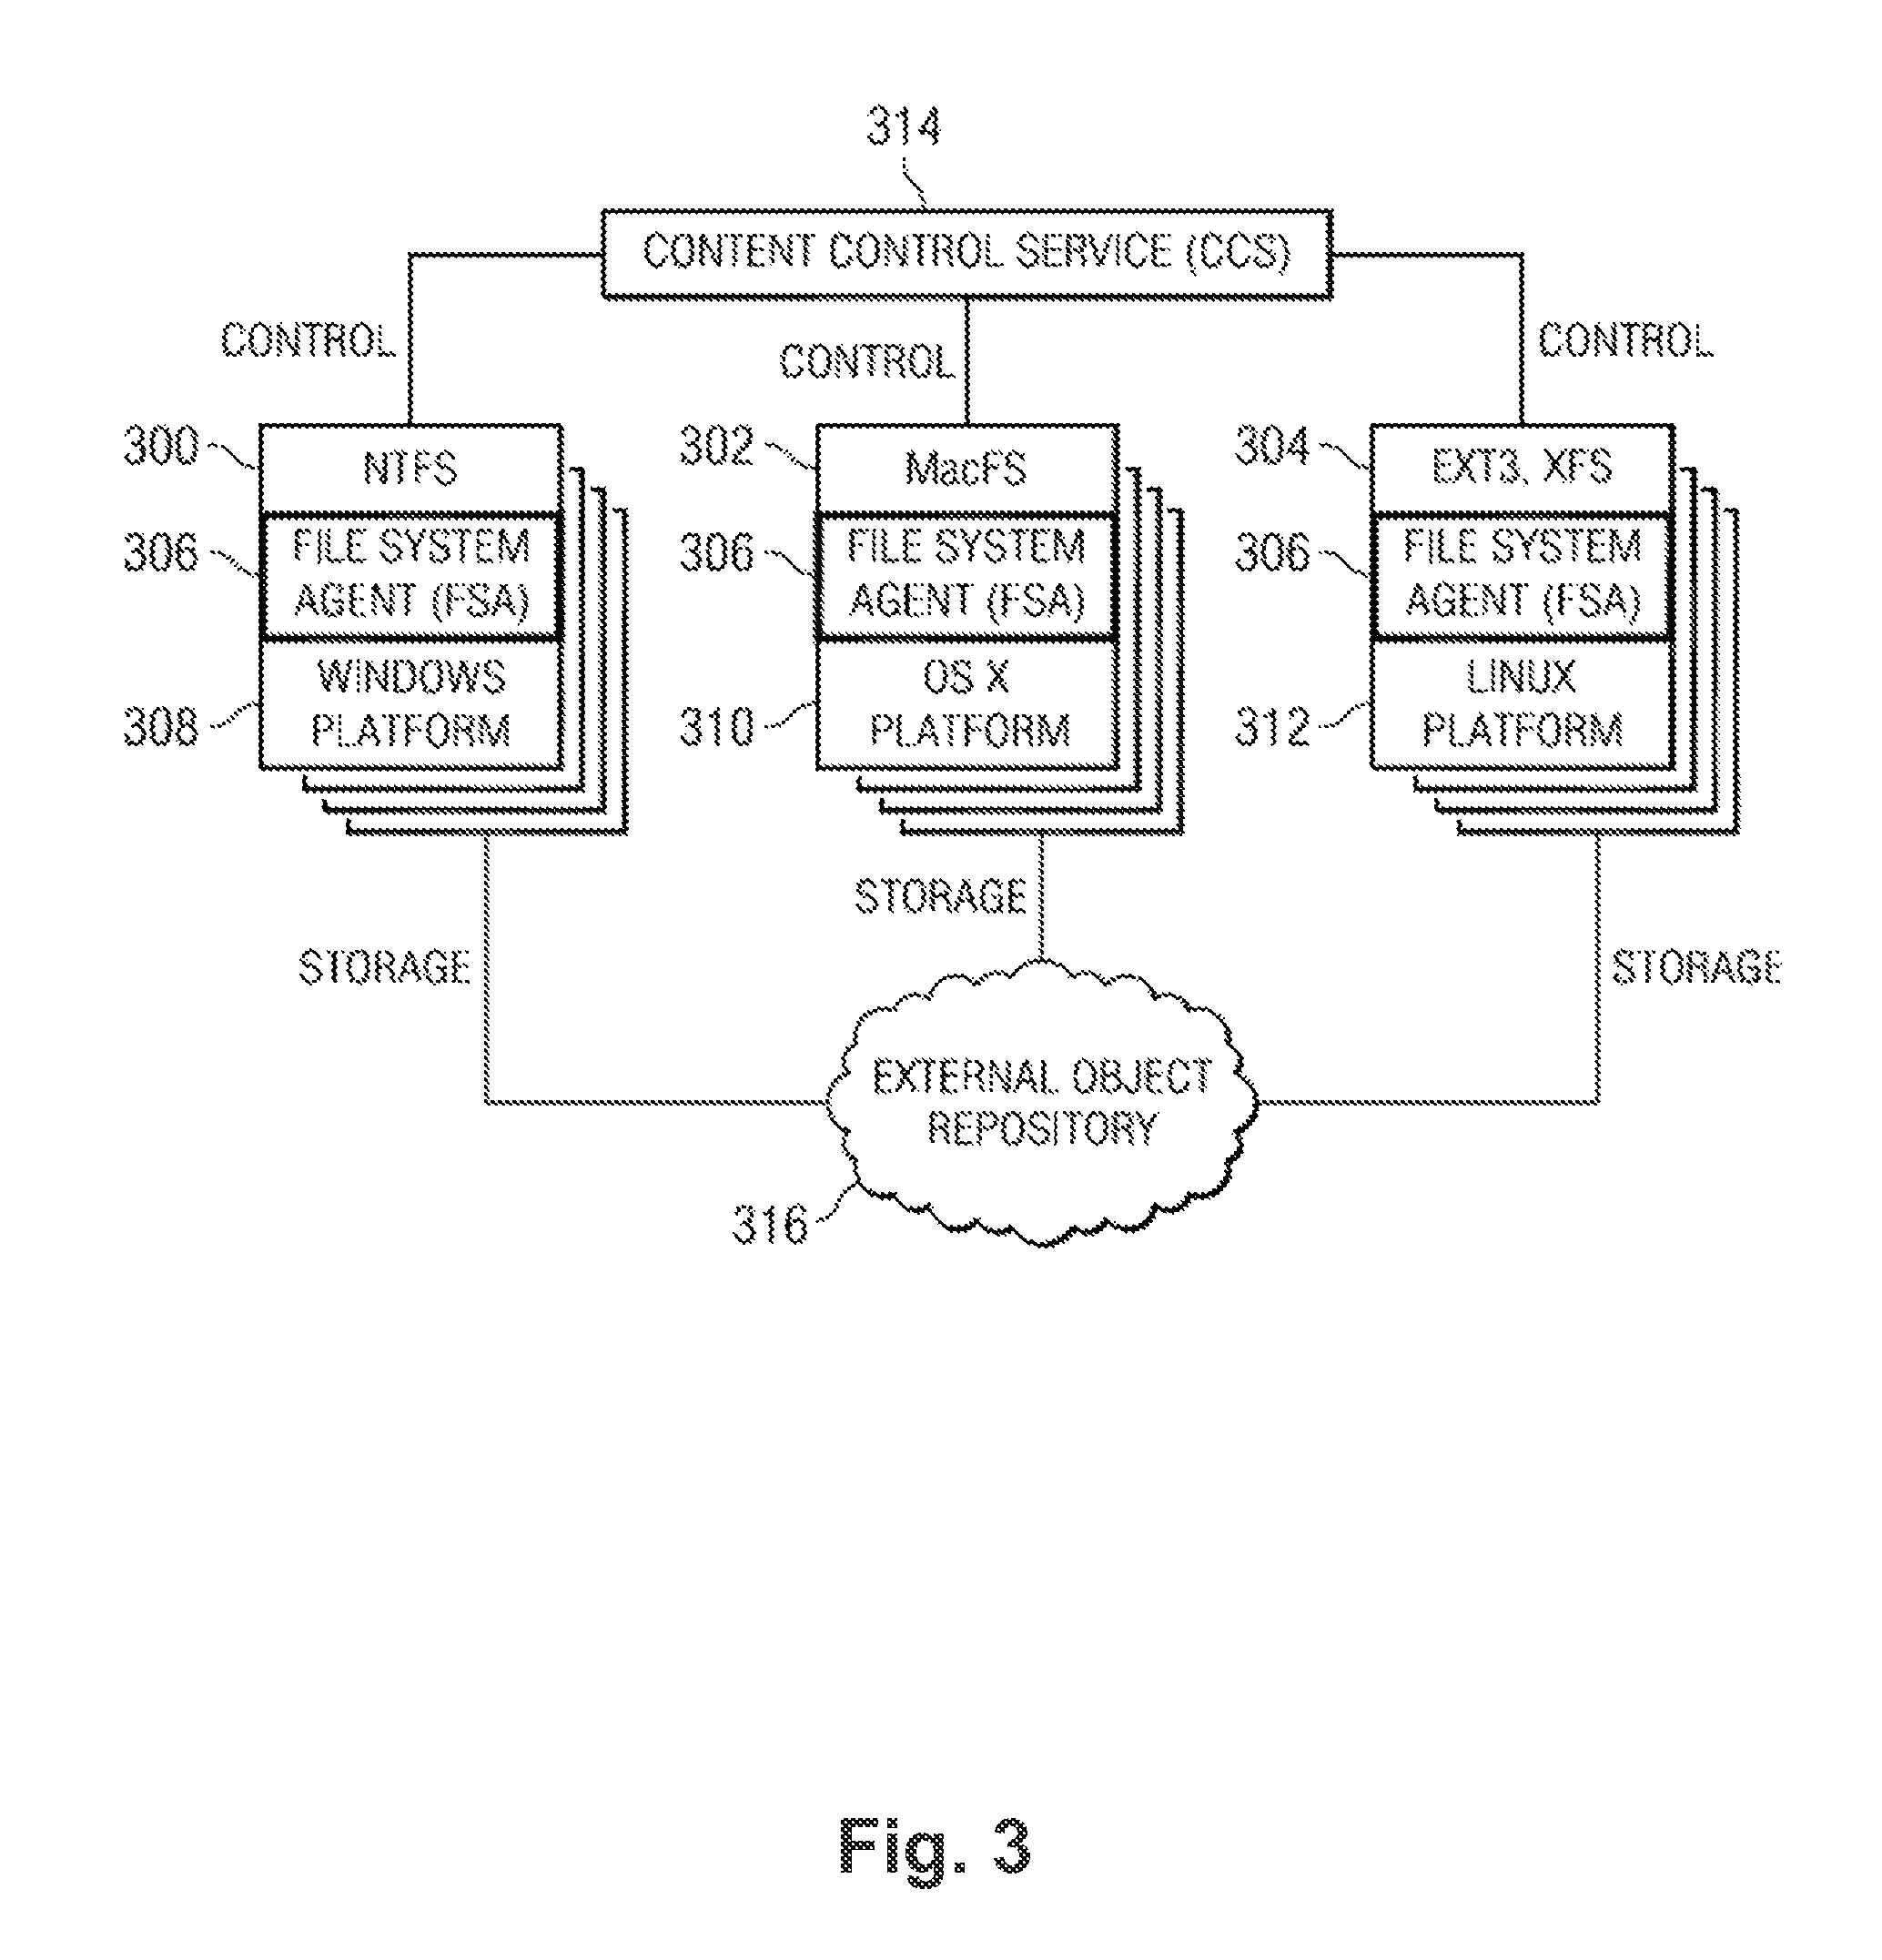 314
CONTENT CONTROL SERVICE (CCS)
CONTROL
CONTROL
CONTROL
300
NTFS
306
FILE SYSTEM
AGENT (FSA)
308
WINDOWS
PLATFORM
302
MacFS
306
FILE SYSTEM
AGENT (FSA)
310
OS X
PLATFORM
304
EXT3, XFS
306
FILE SYSTEM
AGENT (FSA)
312
LINUX
PLATFORM
STORAGE
STORAGE
STORAGE
EXTERNAL OBJECT
REPOSITORY
316
Fig. 3